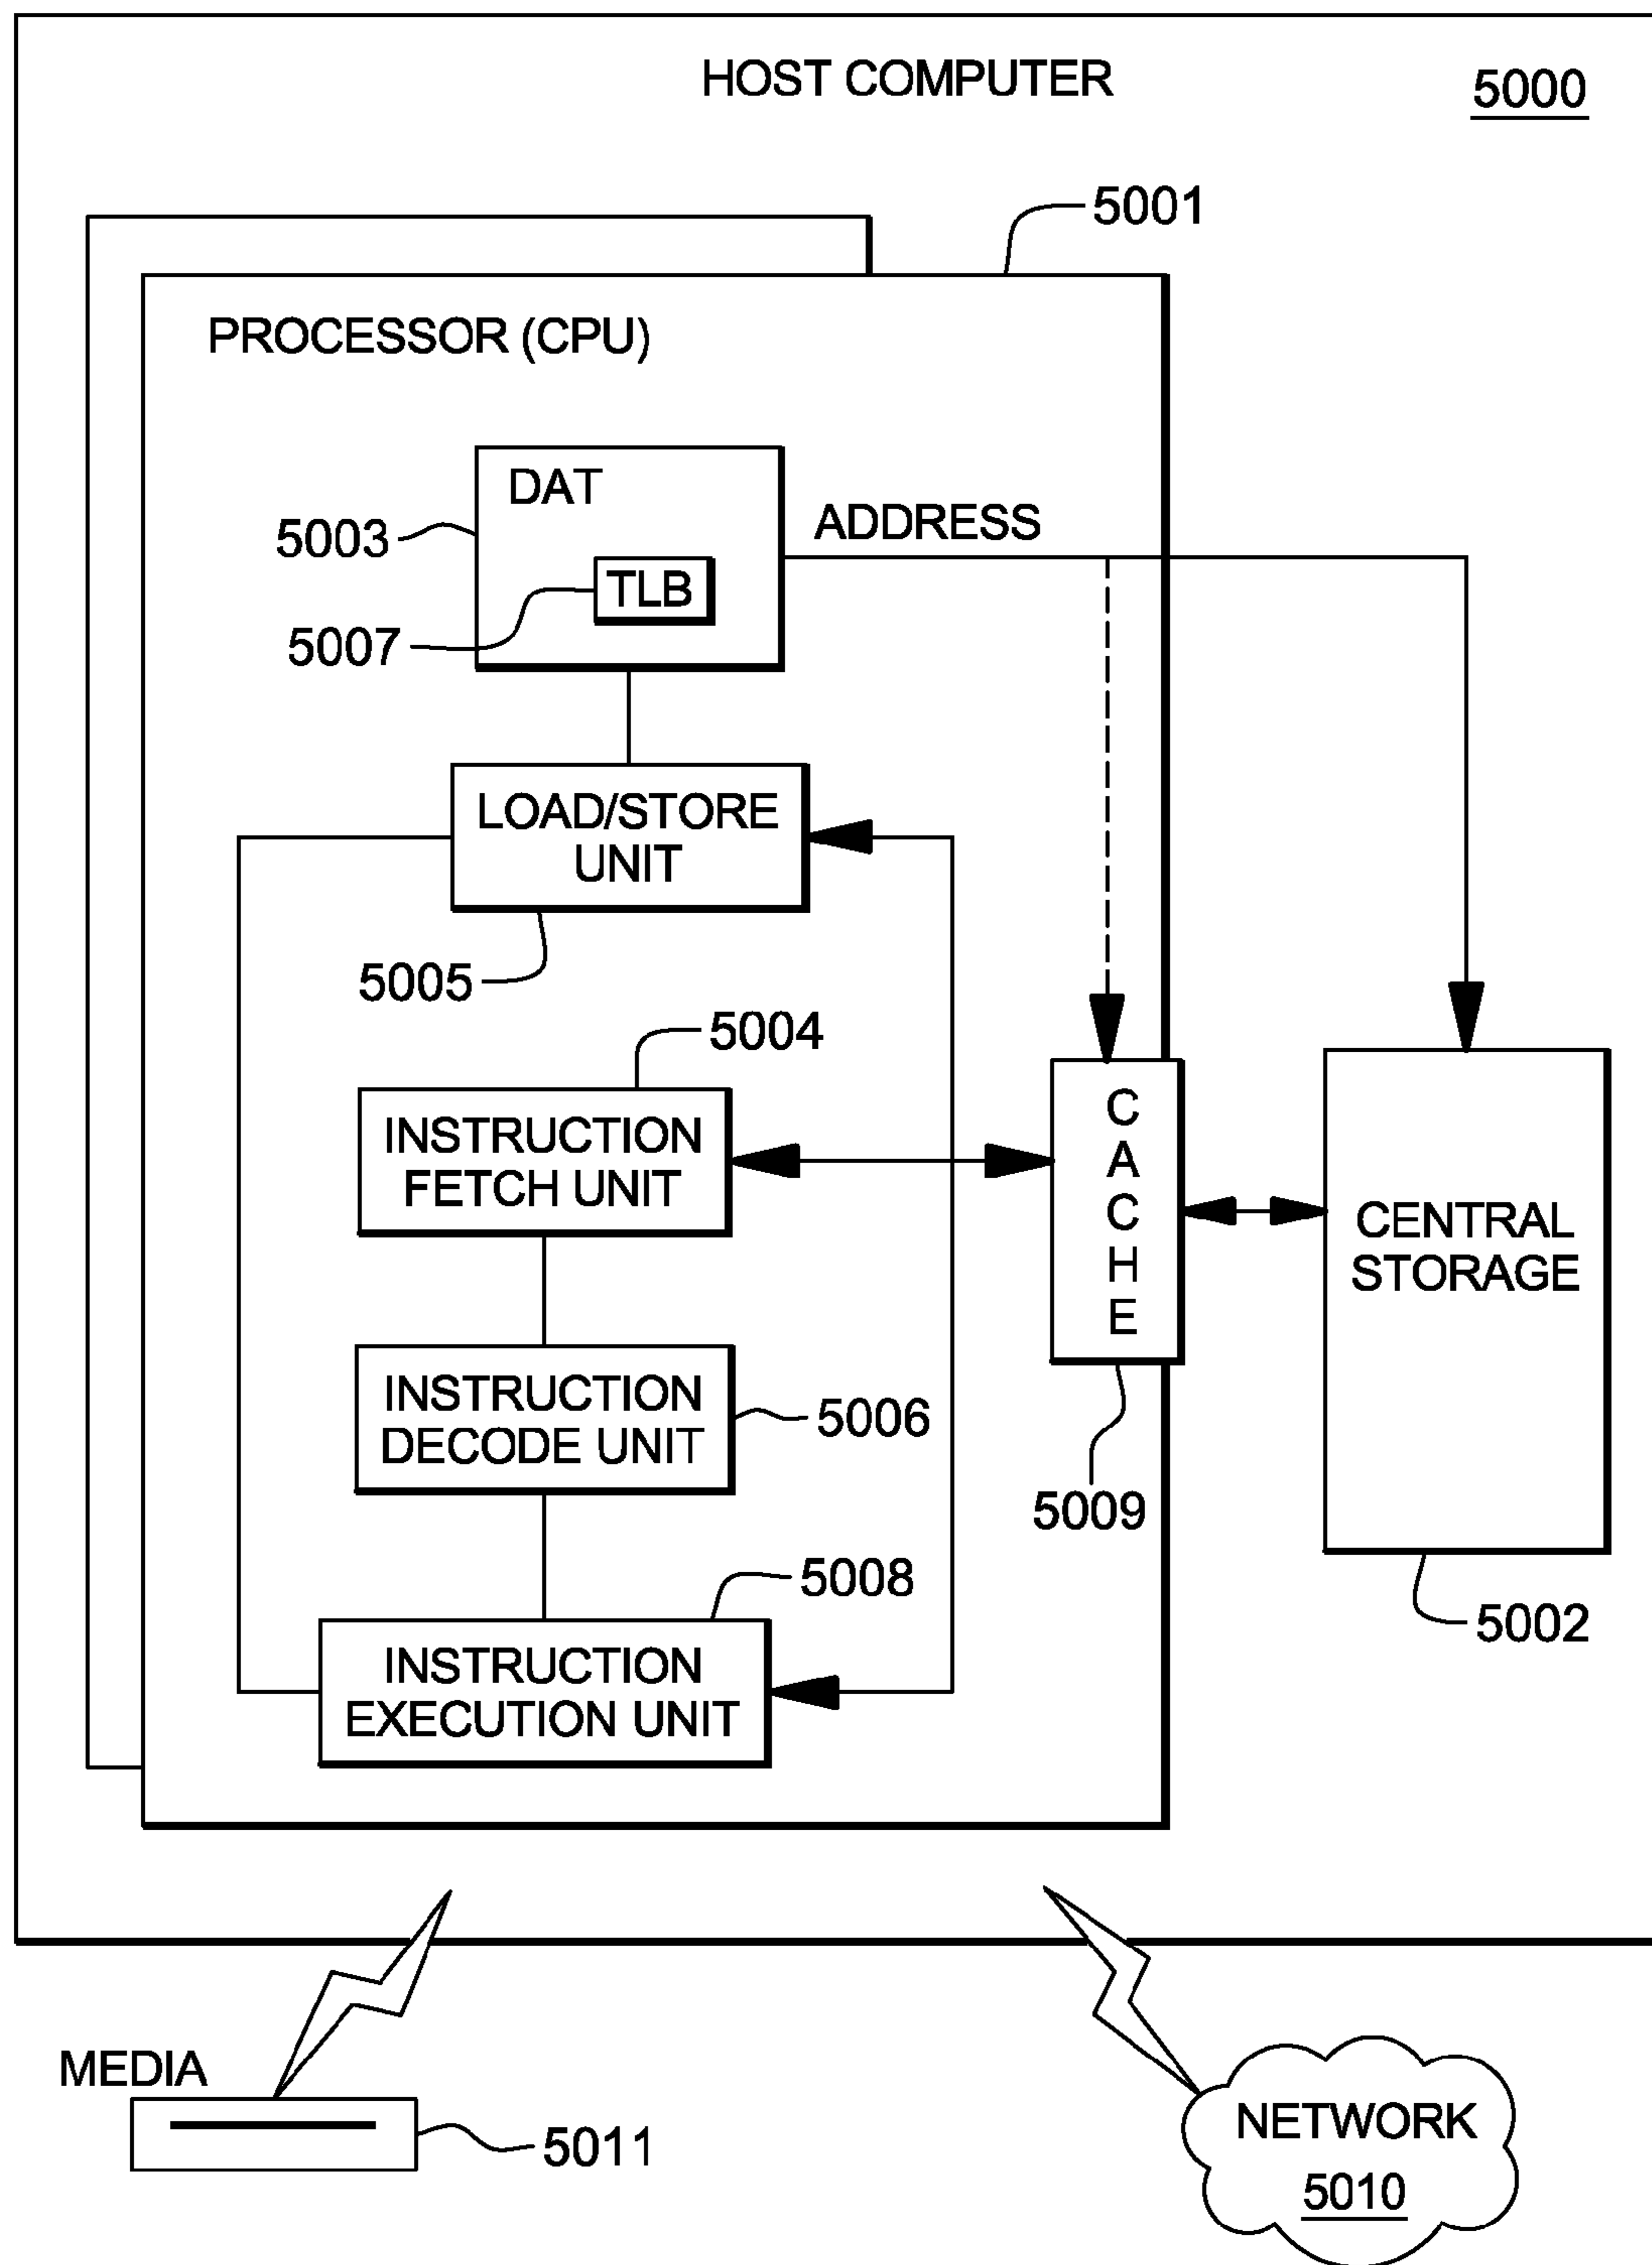 HOST COMPUTER
5000
5001
PROCESSOR (CPU)
DAT
ADDRESS
5003
TLB
5007
LOAD/STORE
UNIT
5005
5004
INSTRUCTION
FETCH UNIT
CACHE
CENTRAL
STORAGE
INSTRUCTION
DECODE UNIT
5006
5009
5008
5002
INSTRUCTION
EXECUTION UNIT
MEDIA
5011
NETWORK
5010